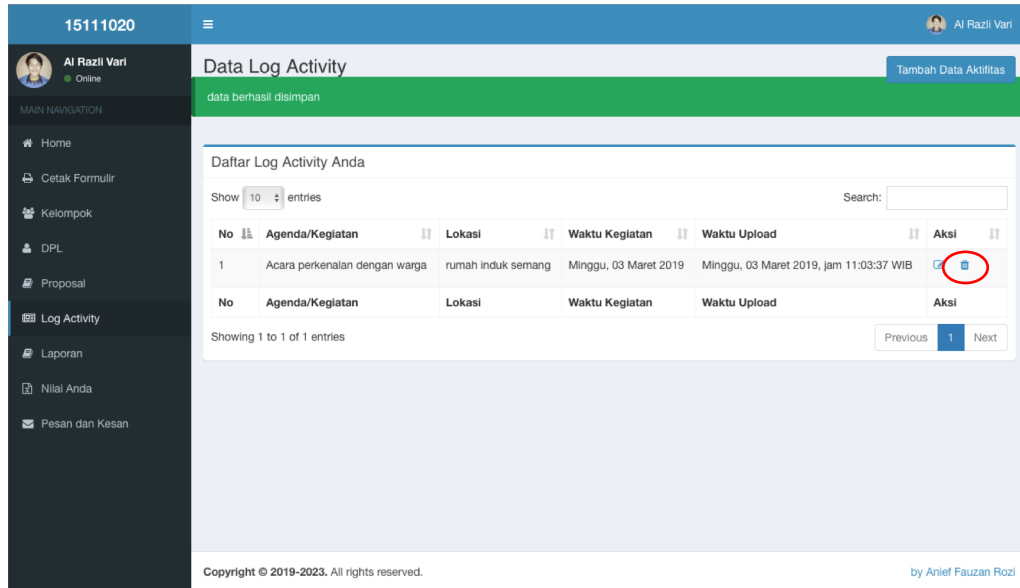 15111020
Al Razli Vari
Al Razli Vari
Online
MAIN NAVIGATION
Home
Cetak Formulir
Kelompok
DPL
Proposal
Log Activity
Laporan
Nilai Anda
Pesan dan Kesan
Data Log Activity
Tambah Data Aktifitas
data berhasil disimpan
Daftar Log Activity Anda
Show 10 entries Search:
No Agenda/Kegiatan Lokasi Waktu Kegiatan Waktu Upload Aksi
1 Acara perkenalan dengan warga rumah induk semang Minggu, 03 Maret 2019 Minggu, 03 Maret 2019, jam 11:03:37 WIB
No Agenda/Kegiatan Lokasi Waktu Kegiatan Waktu Upload Aksi
Showing 1 to 1 of 1 entries Previous 1 Next
Copyright © 2019-2023. All rights reserved. by Anief Fauzan Rozi